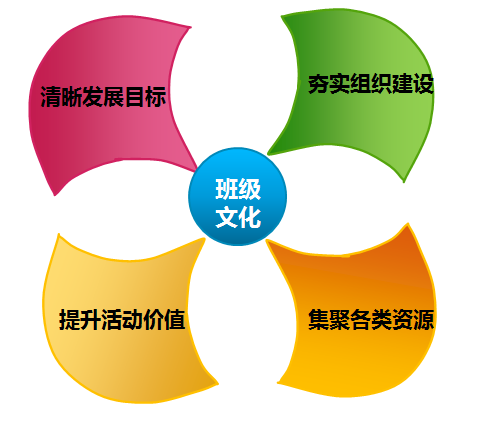 清晰发展目标
夯实组织建设
班级
文化
提升活动价值
集聚各类资源